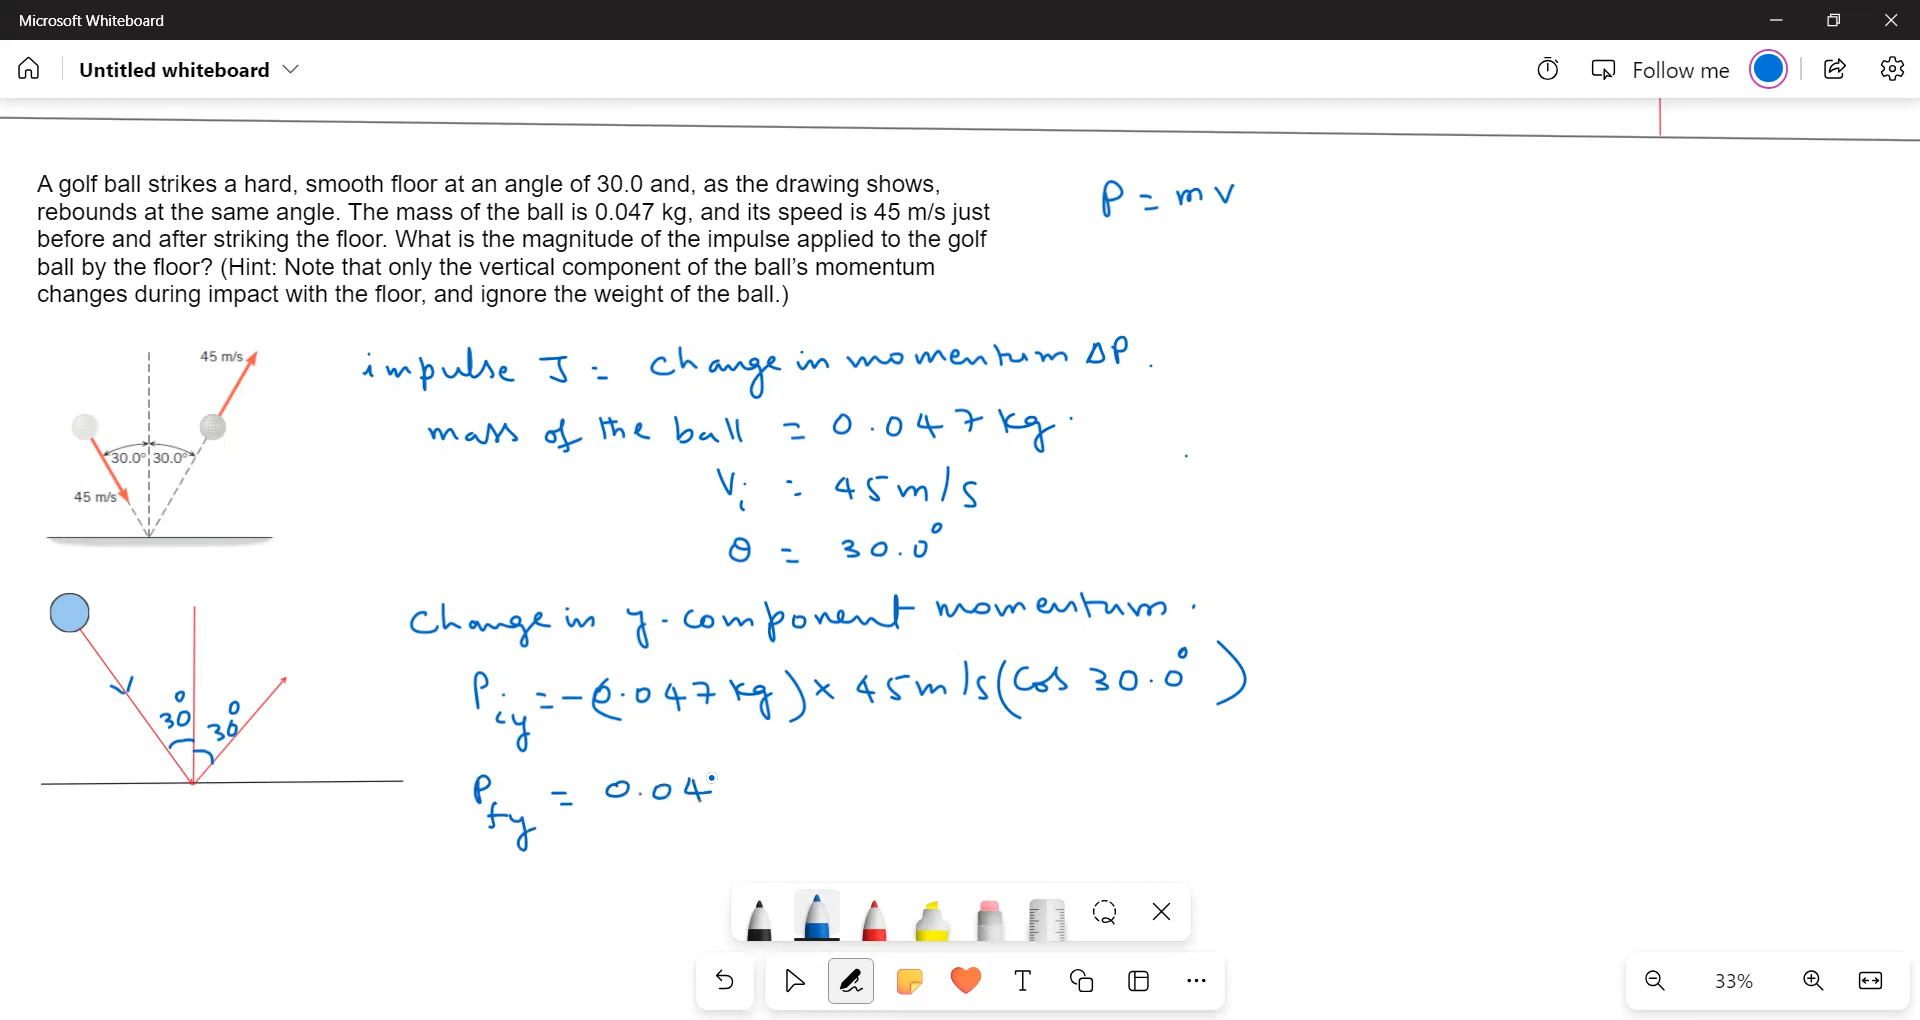 Microsoft Whiteboard
Untitled whiteboard
Follow me
A golf ball strikes a hard, smooth floor at an angle of 30.0 and, as the drawing shows,
rebounds at the same angle. The mass of the ball is 0.047 kg, and its speed is 45 m/s just
before and after striking the floor. What is the magnitude of the impulse applied to the golf
ball by the floor? (Hint: Note that only the vertical component of the ball's momentum
changes during impact with the floor, and ignore the weight of the ball.)
P = m v
45 m/s
30.0° 30.0°
45 m/s
impulse J = change in momentum ΔP.
mass of the ball = 0.047 kg.
Vi = 45 m/s
θ = 30.0°
change in y-component momentum.
Piy = -(0.047 kg) × 45 m/s (Cos 30.0°)
30° 30°
Pfy = 0.04
33%